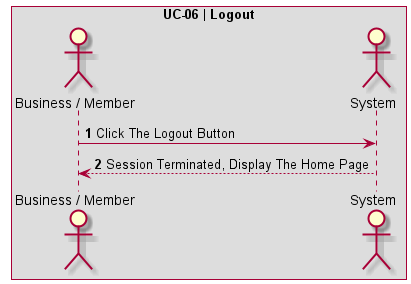 UC-06 | Logout
Business / Member System
1 Click The Logout Button
2 Session Terminated, Display The Home Page
Business / Member System